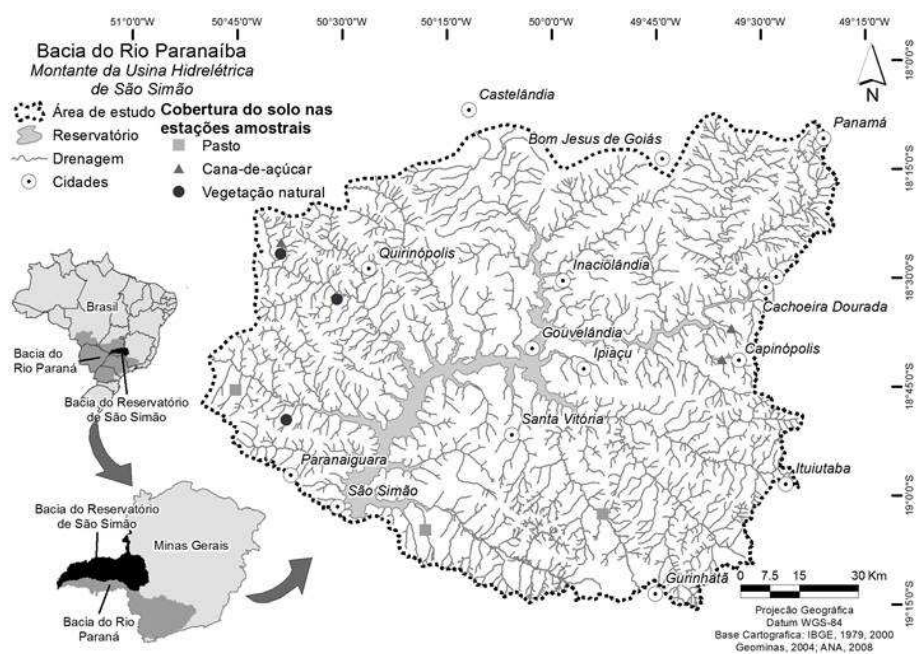 51°0'0"W
50°45'0"W
50°30'0"W
50°15'0"W
50°0'0"W
49°45'0"W
49°30'0"W
49°15'0"W
Bacia do Rio Paranaíba
Montante da Usina Hidrelétrica
de São Simão
Área de estudo
Reservatório
Drenagem
Cidades
Cobertura do solo nas
estações amostrais
Pasto
Cana-de-açúcar
Vegetação natural
N
18°0'0"S
18°15'0"S
18°30'0"S
18°45'0"S
19°0'0"S
19°15'0"S
Castelândia
Bom Jesus de Goiás
Panamá
Quirinópolis
Inaciolândia
Cachoeira Dourada
Gouvelândia
Ipiaçu
Capinópolis
Santa Vitória
Paranaiguara
São Simão
Ituiutaba
Gurinhatã
Brasil
Bacia do
Rio Paraná
Bacia do Reservatório
de São Simão
Bacia do Reservatório
de São Simão
Minas Gerais
Bacia do Rio
Paraná
0 7.5 15 30 Km
Projecão Geográfica
Datum WGS-84
Base Cartografica: IBGE, 1979, 2000
Geominas, 2004; ANA, 2008